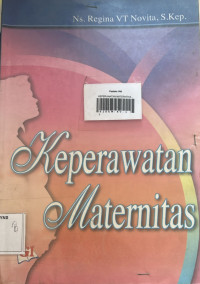 Ns. Regina VT Novita, S.Kep.
Keperawatan
Maternitas